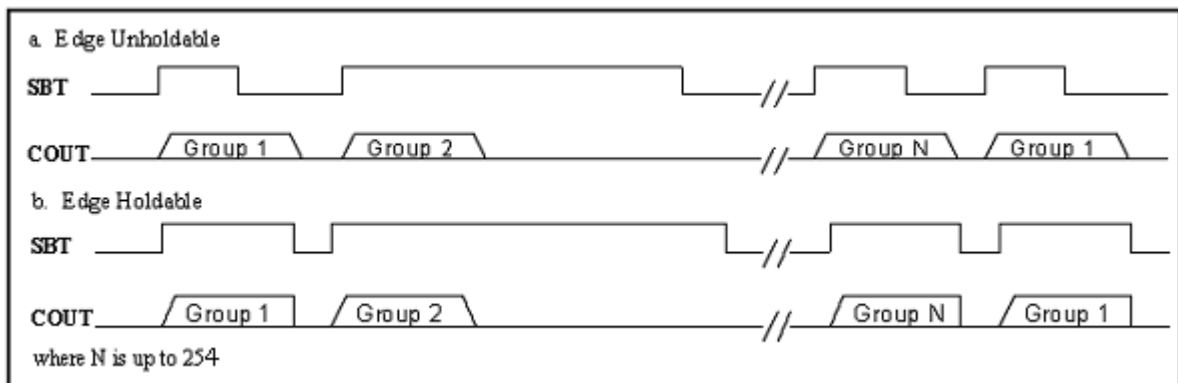 a. Edge Unholdable
SBT
COUT Group 1 Group 2 Group N Group 1
b. Edge Holdable
SBT
COUT Group 1 Group 2 Group N Group 1
where N is up to 254